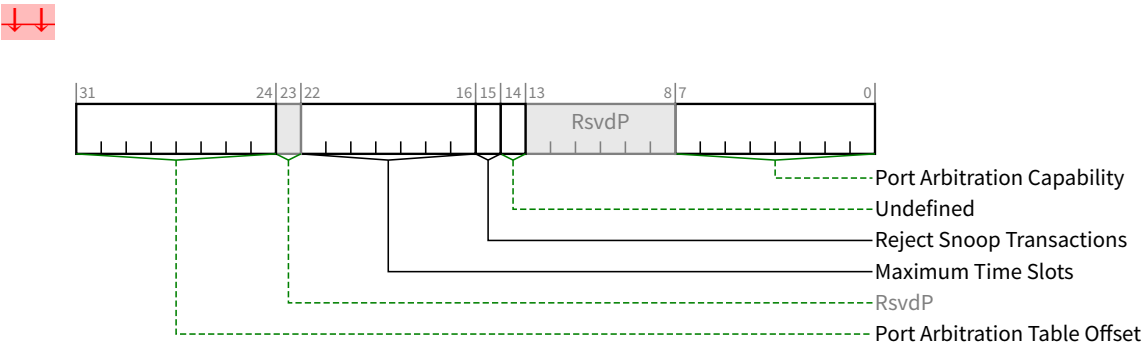 31 24 23 22 16 15 14 13 8 7 0
RsvdP
Port Arbitration Capability
Undefined
Reject Snoop Transactions
Maximum Time Slots
RsvdP
Port Arbitration Table Offset